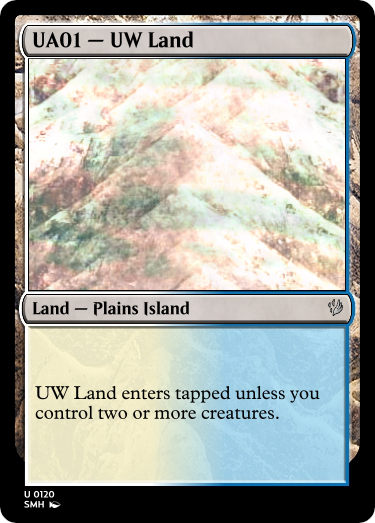 UA01 — UW Land
Land — Plains Island
UW Land enters tapped unless you
control two or more creatures.
U 0120
SMH